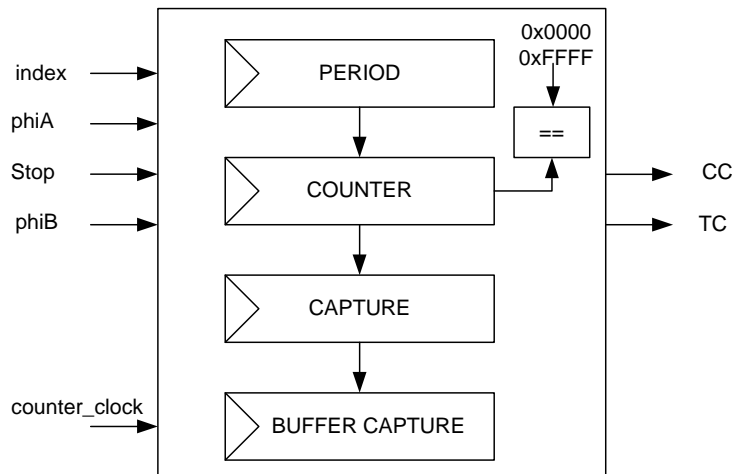 0x0000
0xFFFF
index
PERIOD
phiA
==
Stop
COUNTER
CC
phiB
TC
CAPTURE
counter_clock
BUFFER CAPTURE